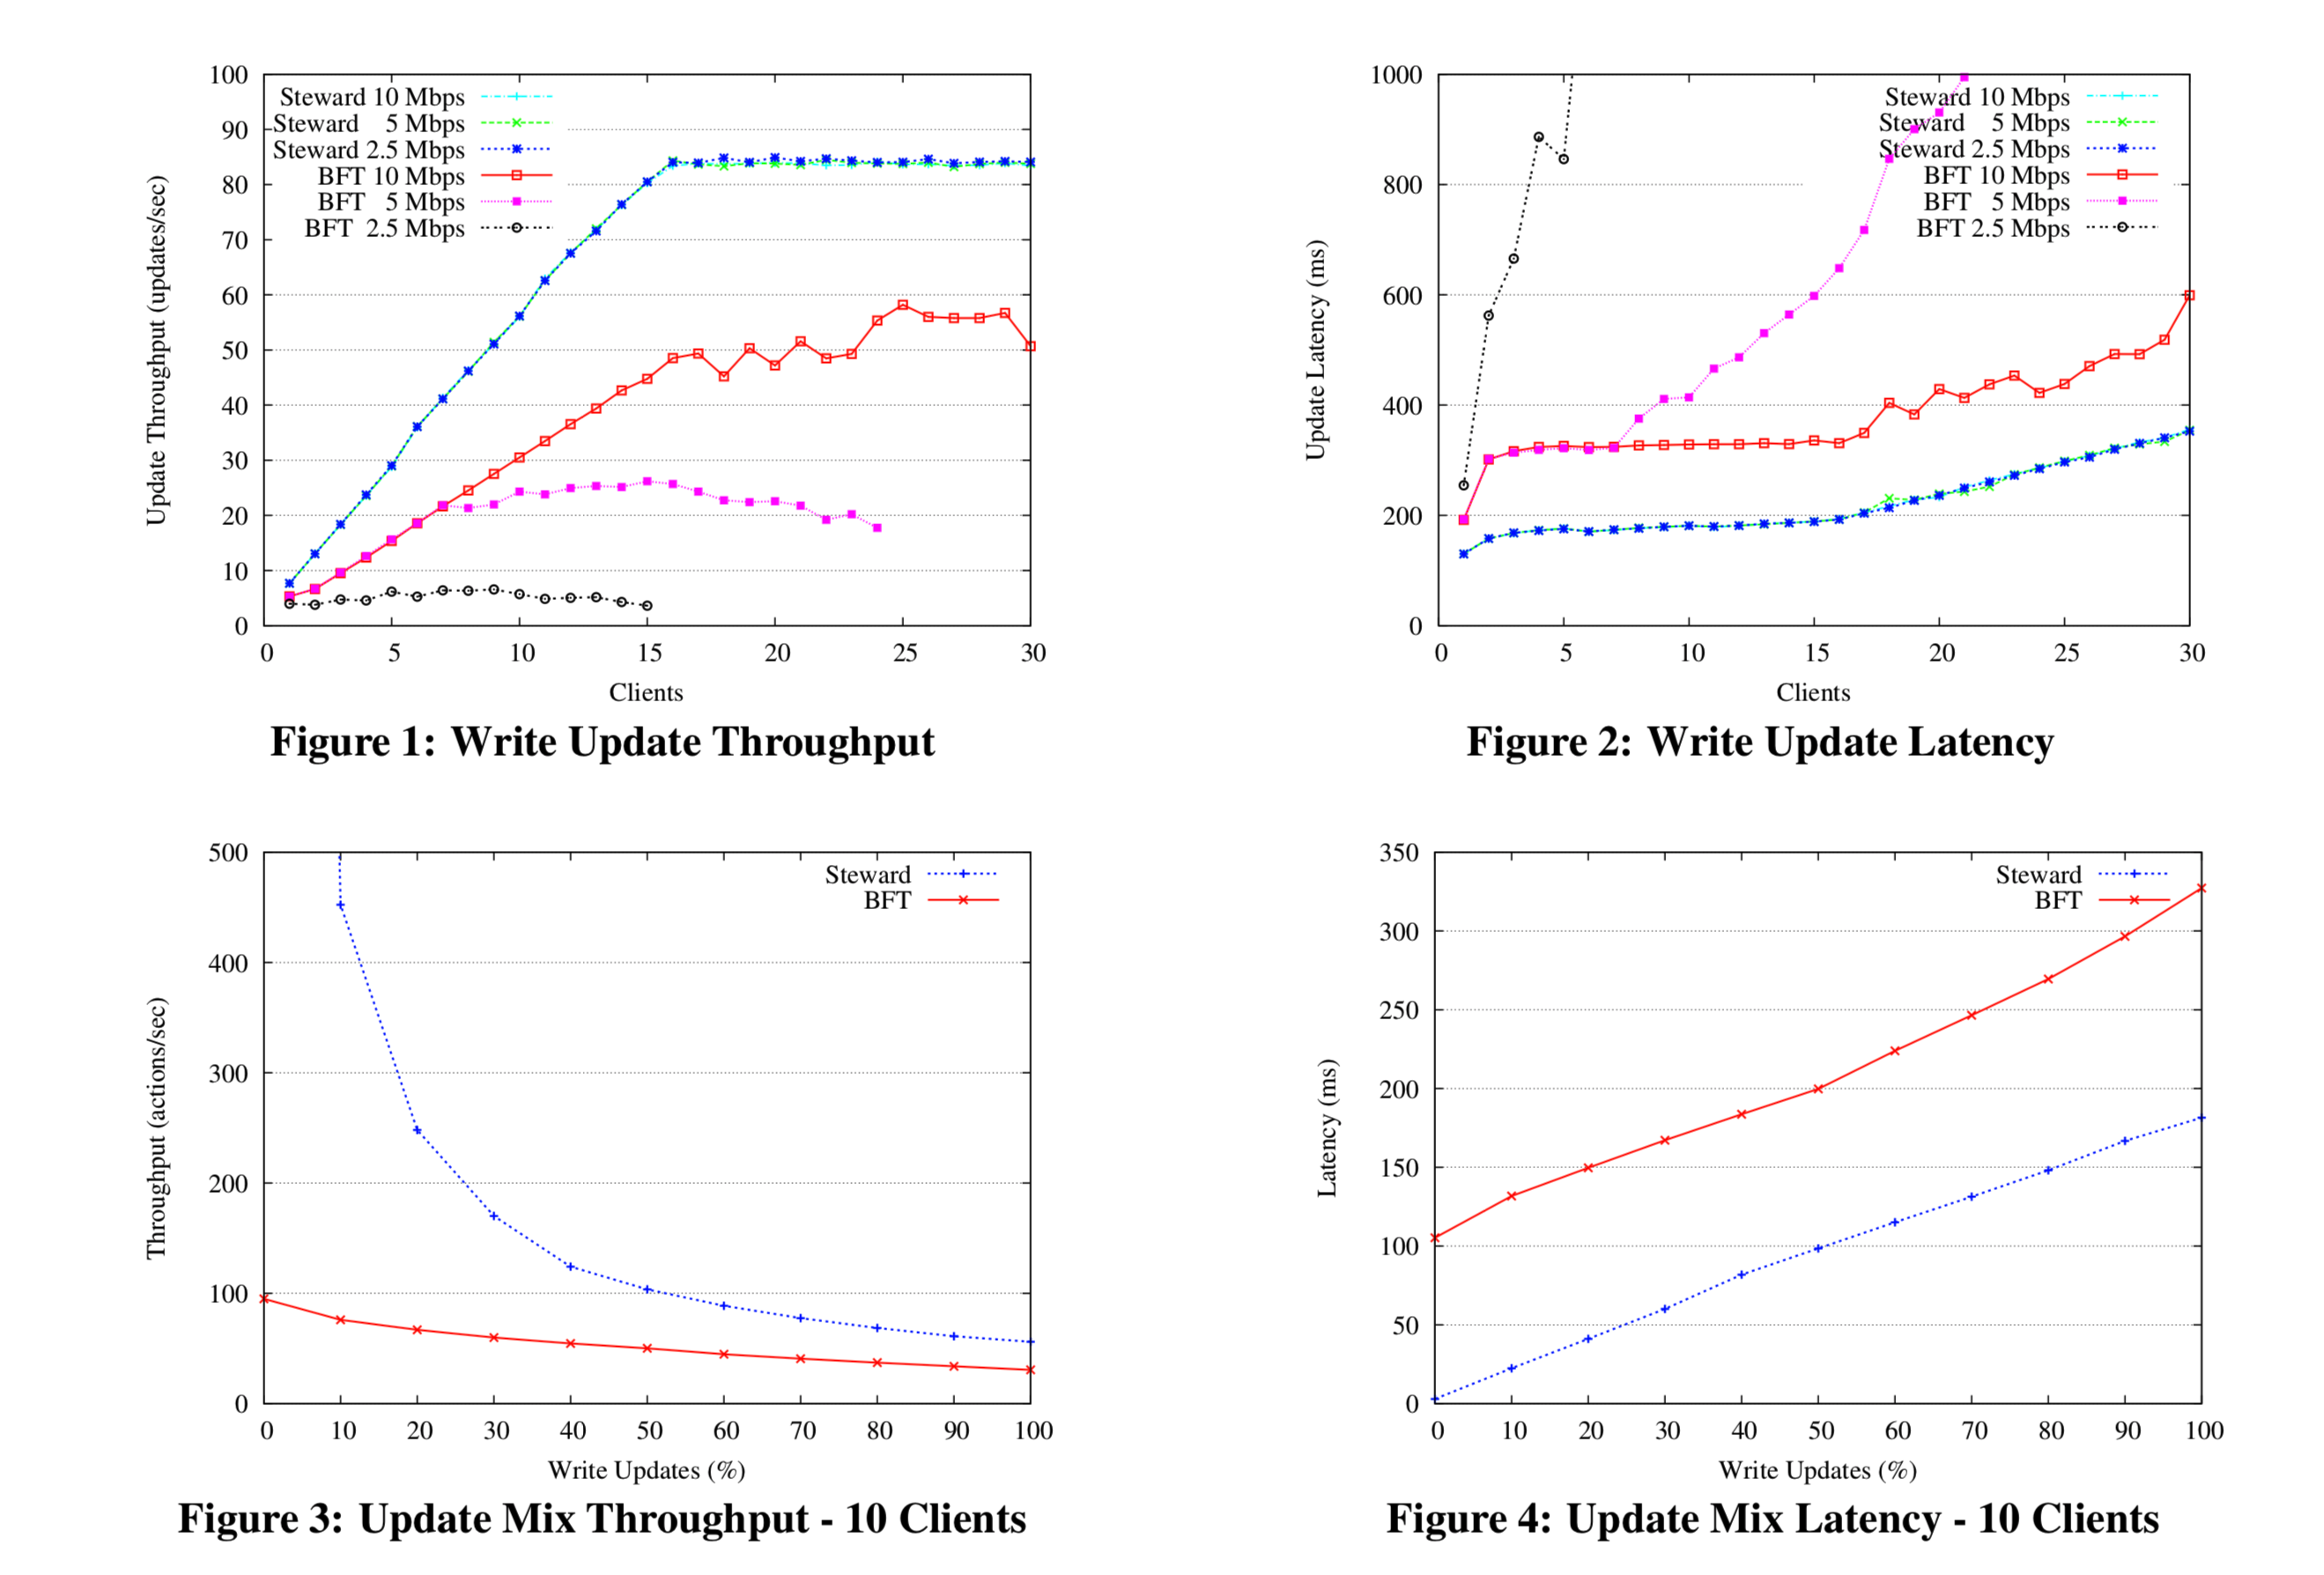 100
90
80
70
60
50
40
30
20
10
0
Update Throughput (updates/sec)
Steward 10 Mbps
Steward 5 Mbps
Steward 2.5 Mbps
BFT 10 Mbps
BFT 5 Mbps
BFT 2.5 Mbps
0 5 10 15 20 25 30
Clients
Figure 1: Write Update Throughput
1000
800
600
400
200
0
Update Latency (ms)
Steward 10 Mbps
Steward 5 Mbps
Steward 2.5 Mbps
BFT 10 Mbps
BFT 5 Mbps
BFT 2.5 Mbps
0 5 10 15 20 25 30
Clients
Figure 2: Write Update Latency
500
400
300
200
100
0
Throughput (actions/sec)
Steward
BFT
0 10 20 30 40 50 60 70 80 90 100
Write Updates (%)
Figure 3: Update Mix Throughput - 10 Clients
350
300
250
200
150
100
50
0
Latency (ms)
Steward
BFT
0 10 20 30 40 50 60 70 80 90 100
Write Updates (%)
Figure 4: Update Mix Latency - 10 Clients